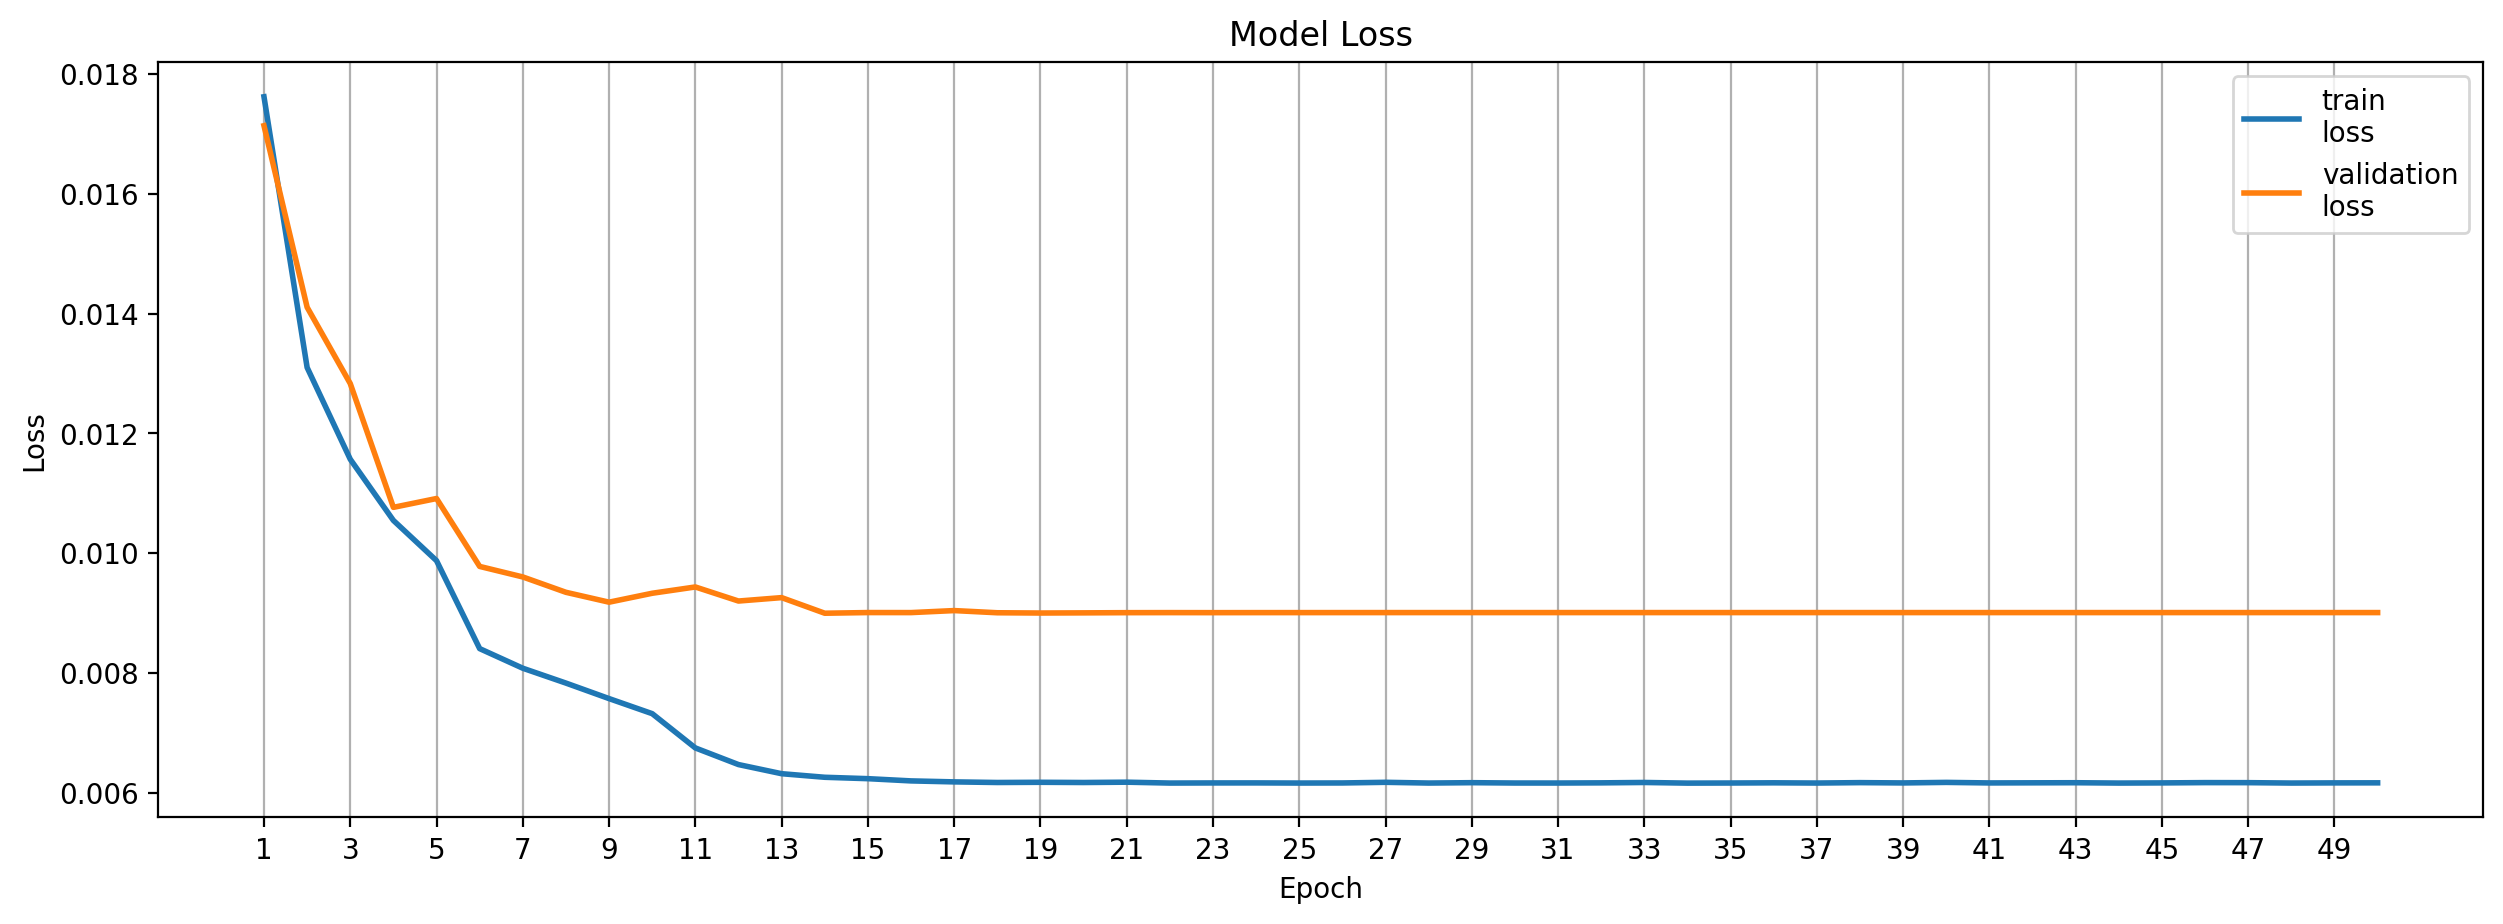 Model Loss
0.018
0.016
0.014
0.012
0.010
0.008
0.006
Loss
train
loss
validation
loss
1 3 5 7 9 11 13 15 17 19 21 23 25 27 29 31 33 35 37 39 41 43 45 47 49
Epoch